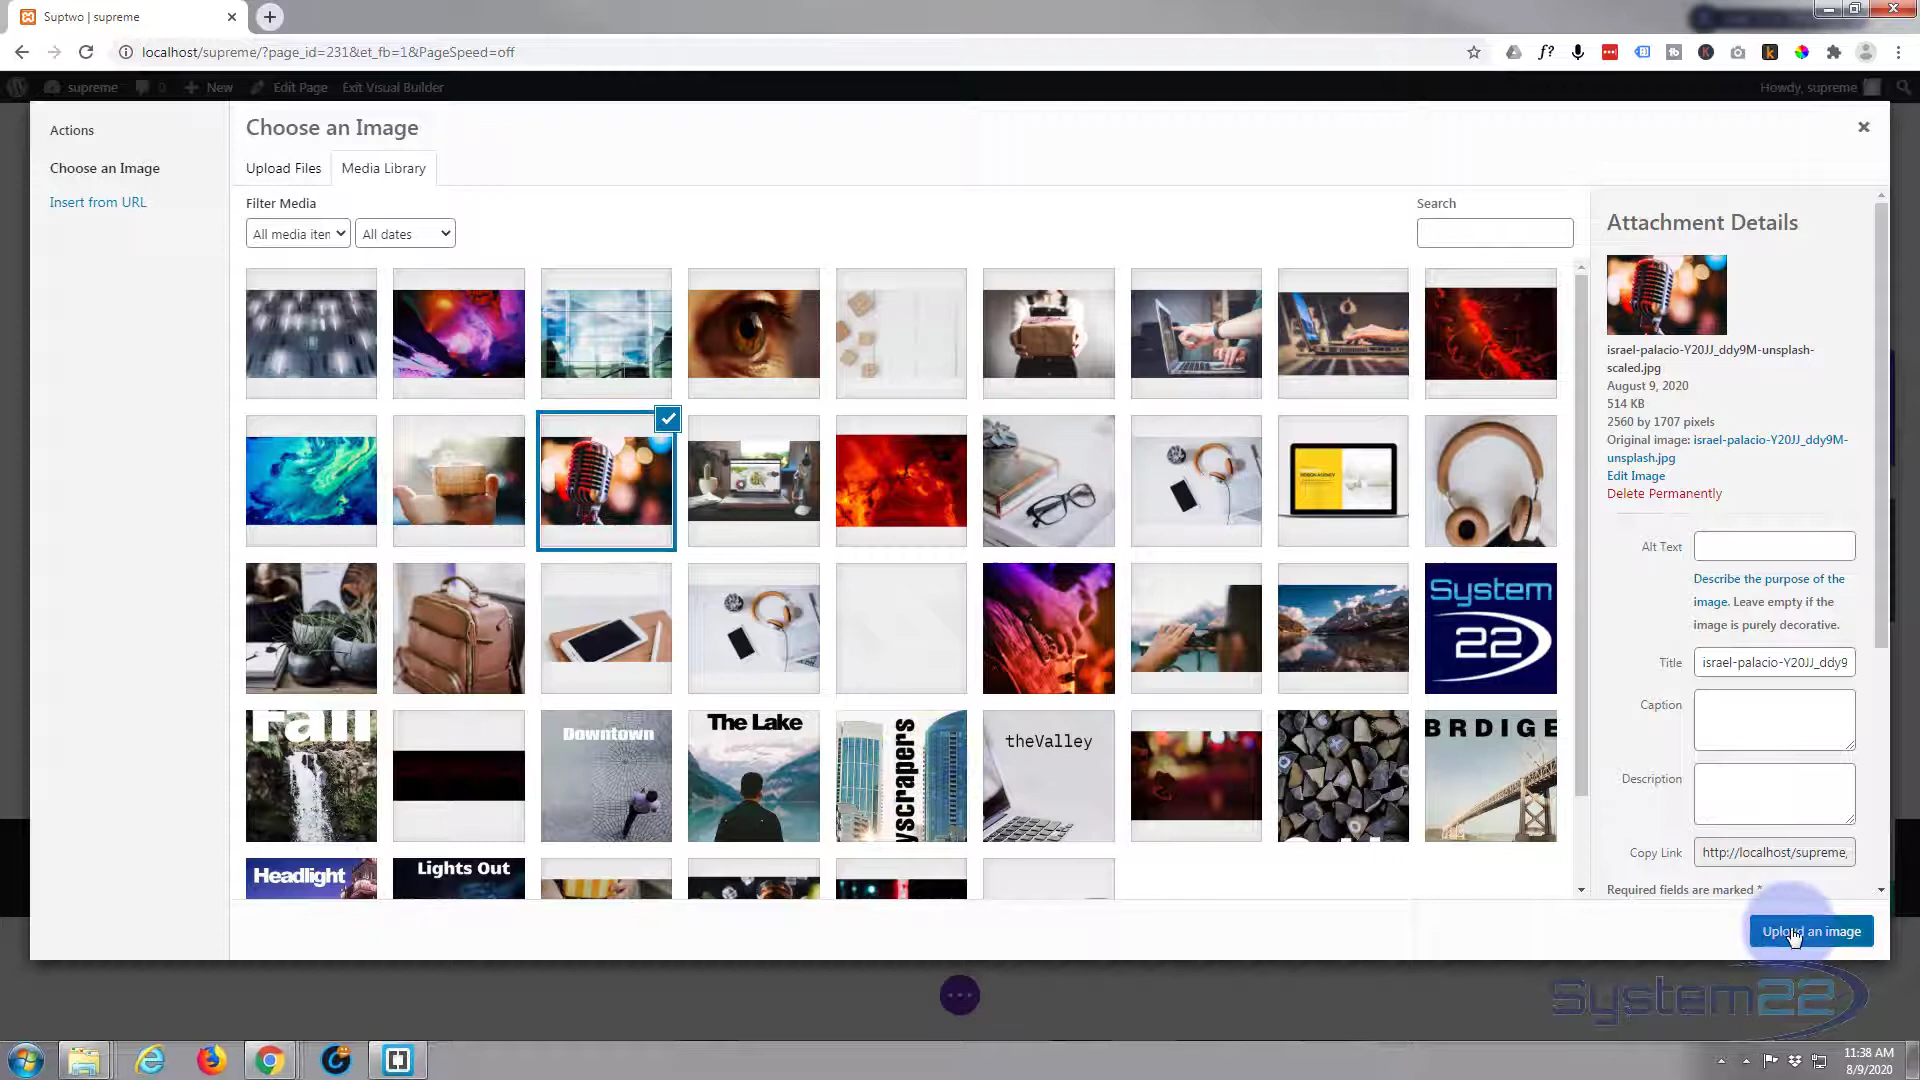 Suptwo | supreme
localhost/supreme/?page_id=231&et_fb=1&PageSpeed=off
supreme
0
New
Edit Page
Exit Visual Builder
Howdy, supreme
Actions
Choose an Image
Insert from URL
Choose an Image
Upload Files
Media Library
Filter Media
All media iten
All dates
Search
Attachment Details
israel-palacio-Y20JJ_ddy9M-unsplash-
scaled.jpg
August 9, 2020
514 KB
2560 by 1707 pixels
Original image: israel-palacio-Y20JJ_ddy9M-
unsplash.jpg
Edit Image
Delete Permanently
Alt Text
Describe the purpose of the
image. Leave empty if the
image is purely decorative.
Title
israel-palacio-Y20JJ_ddy9
Caption
Description
Copy Link
http://localhost/supreme,
Required fields are marked *
Upload an image
DESIGN AGENCY
System
22
Fall
Downtown
The Lake
yscrapers
theValley
BRDIGE
Headlight
Lights Out
System22
11:38 AM
8/9/2020